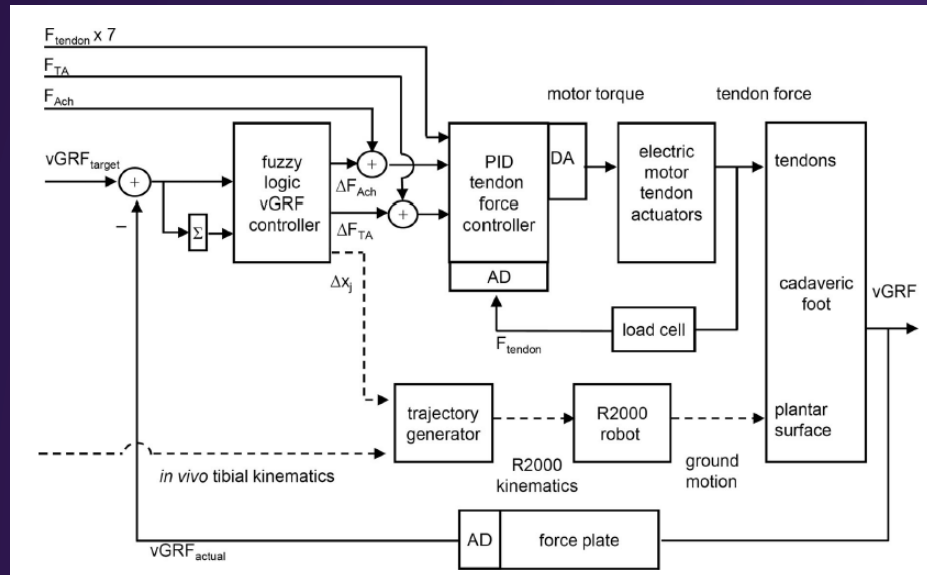 F_tendon x 7
F_TA
F_Ach
motor torque
tendon force
vGRF_target
+
–
Σ
fuzzy
logic
vGRF
controller
+
ΔF_Ach
+
ΔF_TA
Δx_j
PID
tendon
force
controller
DA
AD
electric
motor
tendon
actuators
tendons
cadaveric
foot
plantar
surface
vGRF
load cell
F_tendon
trajectory
generator
R2000
robot
in vivo tibial kinematics
R2000
kinematics
ground
motion
vGRF_actual
AD
force plate